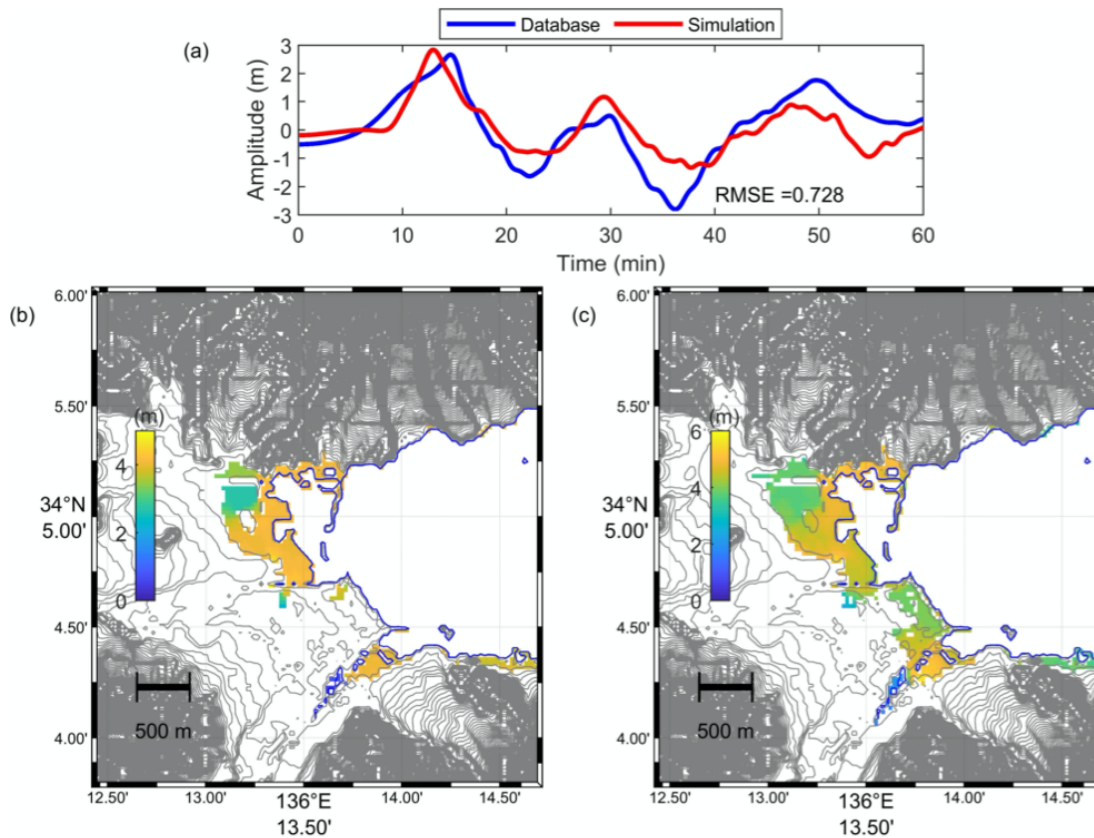 Database Simulation
(a)
Amplitude (m)
3
2
1
0
-1
-2
-3
RMSE =0.728
0 10 20 30 40 50 60
Time (min)
(b)
6.00'
5.50'
34°N
5.00'
4.50'
4.00'
(m)
4
2
0
500 m
12.50' 13.00' 136°E 14.00' 14.50'
13.50'
(c)
6.00'
5.50'
34°N
5.00'
4.50'
4.00'
(m)
6
4
2
0
500 m
12.50' 13.00' 136°E 14.00' 14.50'
13.50'